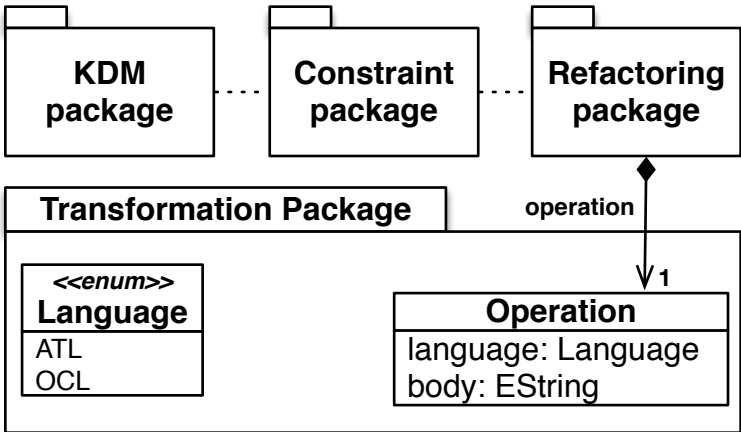 KDM
package
Constraint
package
Refactoring
package
Transformation Package
operation
1
<<enum>>
Language
ATL
OCL
Operation
language: Language
body: EString